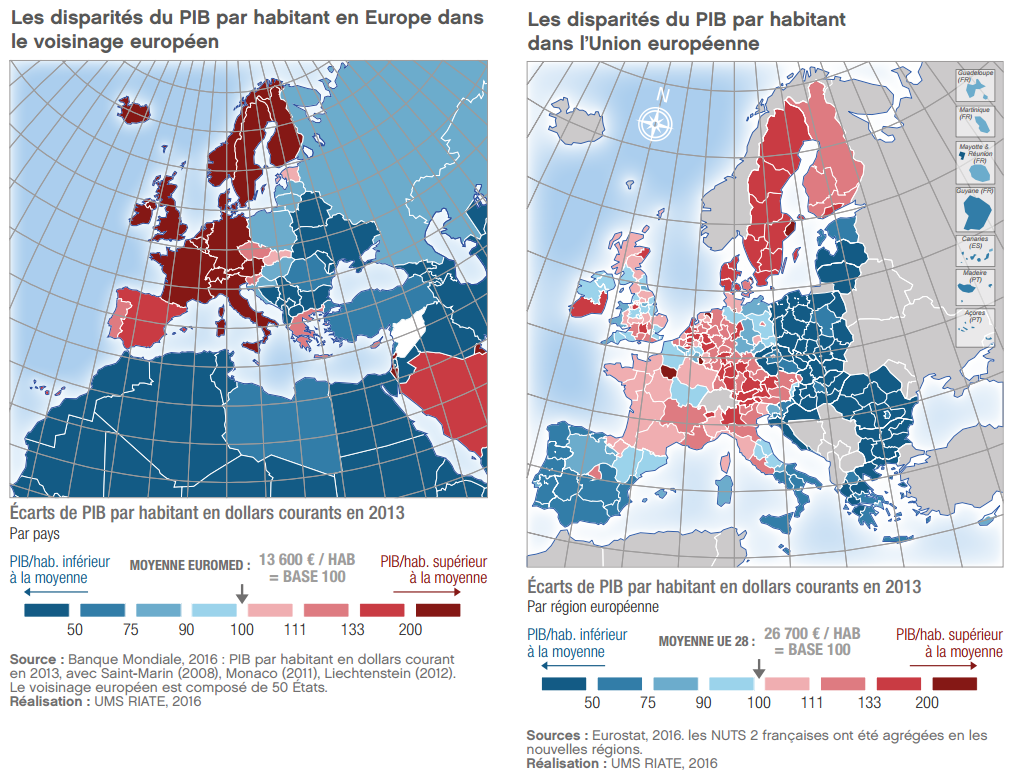 Les disparités du PIB par habitant en Europe dans
le voisinage européen
Écarts de PIB par habitant en dollars courants en 2013
Par pays
PIB/hab. inférieur
à la moyenne
MOYENNE EUROMED :
13 600 € / HAB
= BASE 100
PIB/hab. supérieur
à la moyenne
50 75 90 100 111 133 200
Source : Banque Mondiale, 2016 : PIB par habitant en dollars courant
en 2013, avec Saint-Marin (2008), Monaco (2011), Liechtenstein (2012).
Le voisinage européen est composé de 50 États.
Réalisation : UMS RIATE, 2016
Les disparités du PIB par habitant
dans l'Union européenne
N
Guadeloupe
(FR)
Martinique
(FR)
Mayotte &
Réunion
(FR)
Guyane (FR)
Canaries
(ES)
Madeire
(PT)
Açores
(PT)
Écarts de PIB par habitant en dollars courants en 2013
Par région européenne
PIB/hab. inférieur
à la moyenne
MOYENNE UE 28 :
26 700 € / HAB
= BASE 100
PIB/hab. supérieur
à la moyenne
50 75 90 100 111 133 200
Sources : Eurostat, 2016. les NUTS 2 françaises ont été agrégées en les
nouvelles régions.
Réalisation : UMS RIATE, 2016